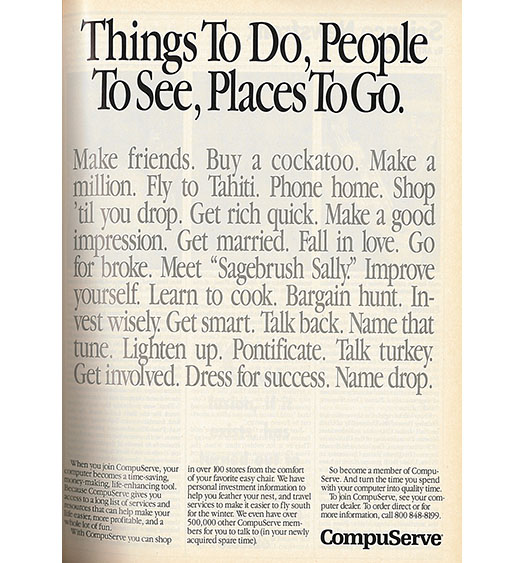 Things To Do, People
To See, Places To Go.
Make friends. Buy a cockatoo. Make a
million. Fly to Tahiti. Phone home. Shop
'til you drop. Get rich quick. Make a good
impression. Get married. Fall in love. Go
for broke. Meet “Sagebrush Sally.” Improve
yourself. Learn to cook. Bargain hunt. In-
vest wisely. Get smart. Talk back. Name that
tune. Lighten up. Pontificate. Talk turkey.
Get involved. Dress for success. Name drop.
When you join CompuServe, your
computer becomes a time-saving,
money-making, life-enhancing tool.
Because CompuServe gives you
access to a long list of services and
resources that can help make your
life easier, more profitable, and a
whole lot of fun.
With CompuServe you can shop
in over 100 stores from the comfort
of your favorite easy chair. We have
personal investment information to
help you feather your nest, and travel
services to make it easier to fly south
for the winter. We even have over
500,000 other CompuServe mem-
bers for you to talk to (in your newly
acquired spare time).
So become a member of Compu-
Serve. And turn the time you spend
with your computer into quality time.
To join CompuServe, see your com-
puter dealer. To order direct or for
more information, call 800 848-8199.
CompuServe